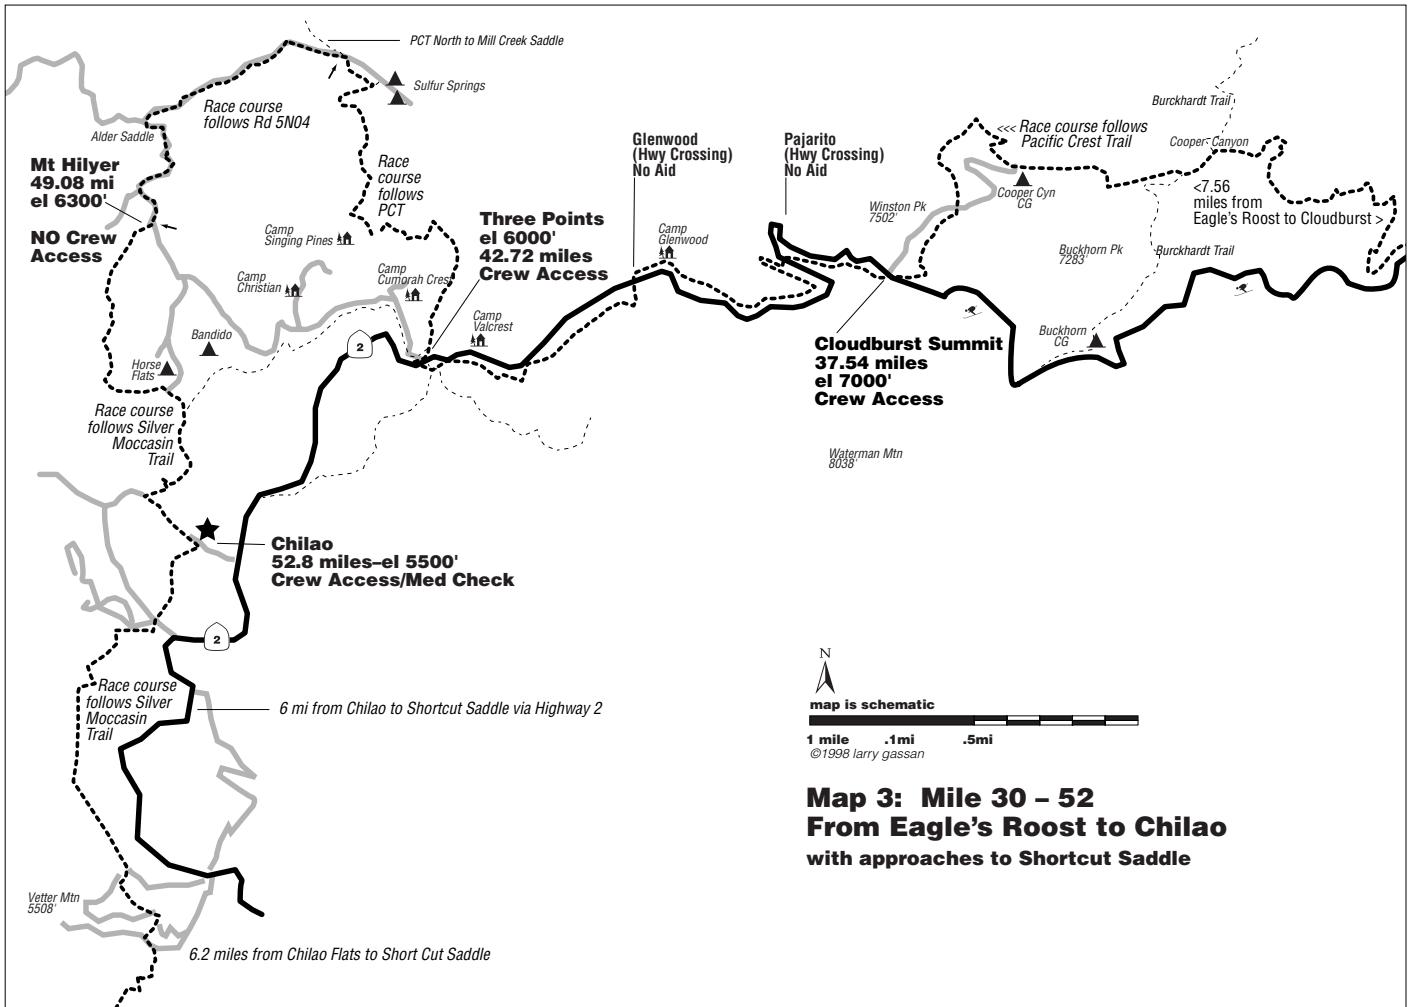 PCT North to Mill Creek Saddle
Sulfur Springs
Race course
follows Rd 5N04
Alder Saddle
Mt Hilyer
49.08 mi
el 6300'
NO Crew
Access
Race
course
follows
PCT
Camp
Singing Pines
Camp
Christian
Camp
Cumorah Crest
Three Points
el 6000'
42.72 miles
Crew Access
Camp
Valcrest
Glenwood
(Hwy Crossing)
No Aid
Camp
Glenwood
Pajarito
(Hwy Crossing)
No Aid
<<< Race course follows
Pacific Crest Trail
Burckhardt Trail
Cooper Canyon
Cooper Cyn
CG
<7.56
miles from
Eagle's Roost to Cloudburst >
Winston Pk
7502'
Buckhorn Pk
7283'
Burckhardt Trail
Buckhorn
CG
Cloudburst Summit
37.54 miles
el 7000'
Crew Access
Waterman Mtn
8038'
Bandido
Horse
Flats
2
Race course
follows Silver
Moccasin
Trail
Chilao
52.8 miles–el 5500'
Crew Access/Med Check
2
Race course
follows Silver
Moccasin
Trail
6 mi from Chilao to Shortcut Saddle via Highway 2
Vetter Mtn
5508'
6.2 miles from Chilao Flats to Short Cut Saddle
N
map is schematic
1 mile .1mi .5mi
©1998 larry gassan
Map 3: Mile 30 – 52
From Eagle's Roost to Chilao
with approaches to Shortcut Saddle